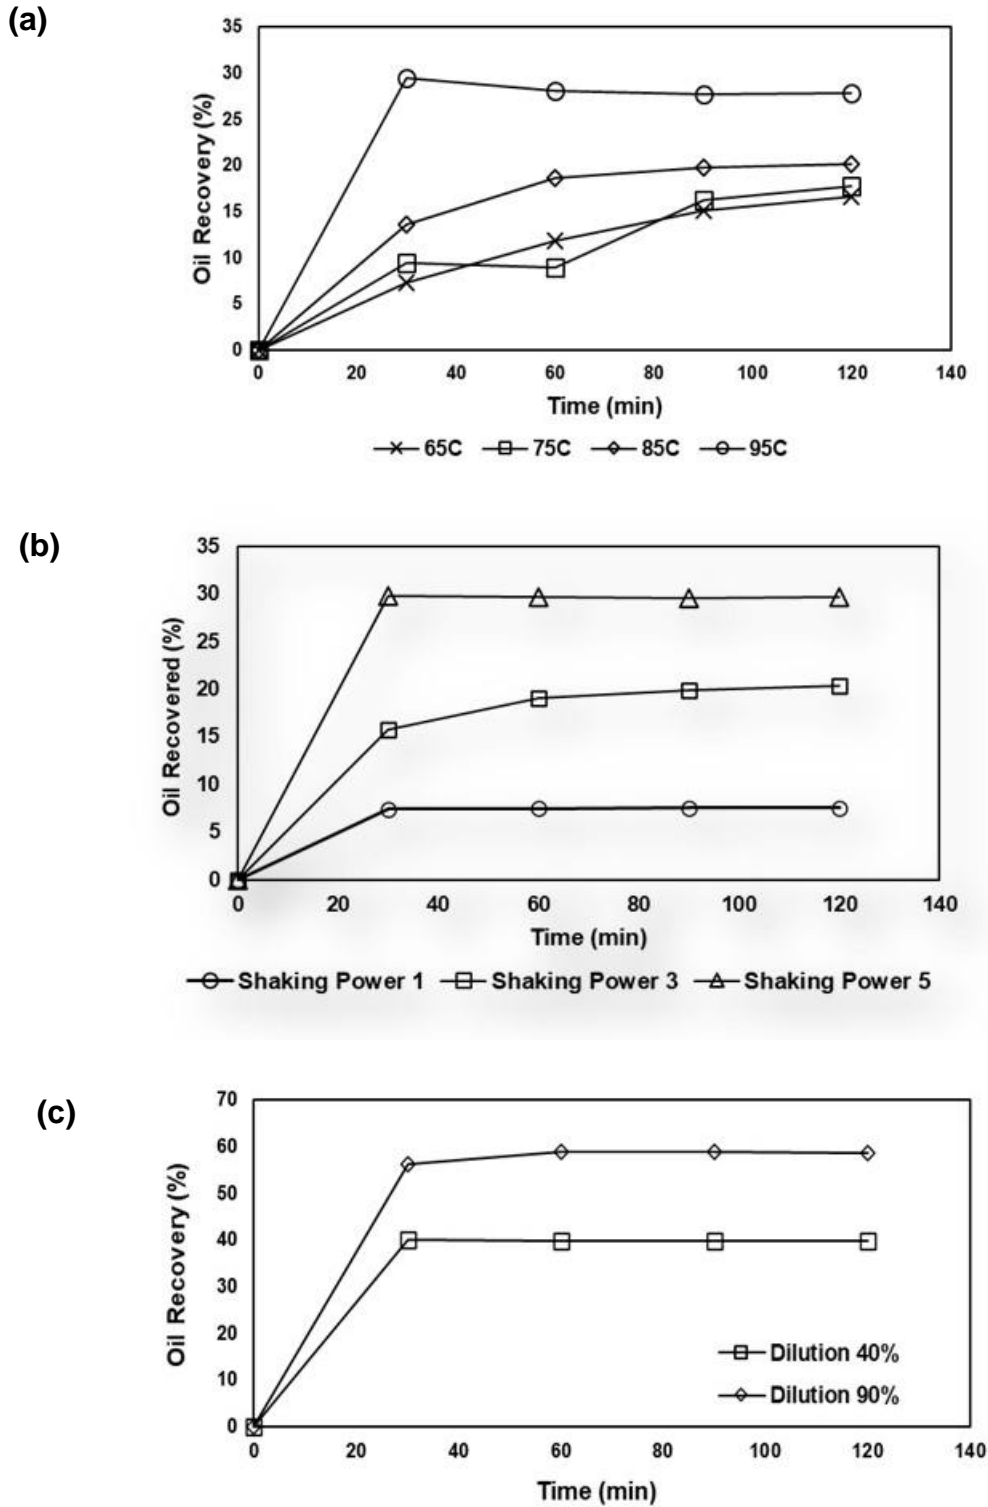 (a)
35
30
25
20
15
10
5
0
Oil Recovery (%)
0 20 40 60 80 100 120 140
Time (min)
65C 75C 85C 95C
(b)
35
30
25
20
15
10
5
0
Oil Recovered (%)
0 20 40 60 80 100 120 140
Time (min)
Shaking Power 1 Shaking Power 3 Shaking Power 5
(c)
70
60
50
40
30
20
10
0
Oil Recovery (%)
Dilution 40%
Dilution 90%
0 20 40 60 80 100 120 140
Time (min)